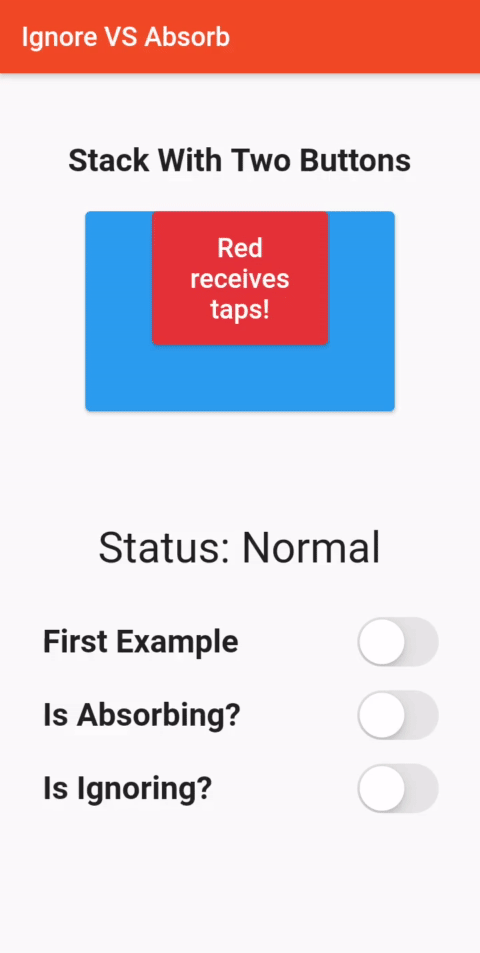 Ignore VS Absorb
Stack With Two Buttons
Red
receives
taps!
Status: Normal
First Example
Is Absorbing?
Is Ignoring?